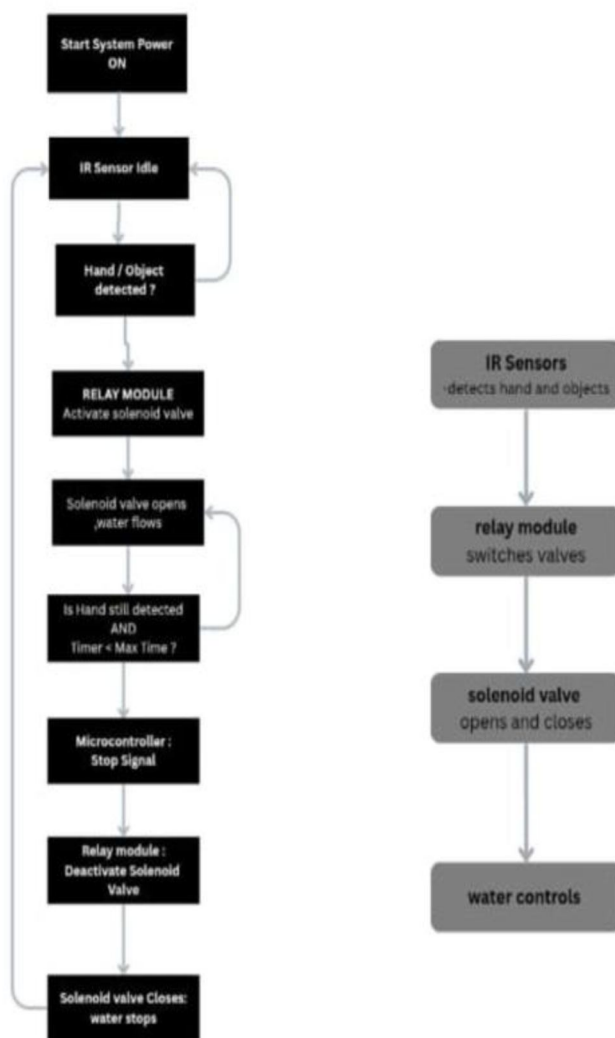 Start System Power
ON
IR Sensor Idle
Hand / Object
detected ?
RELAY MODULE
Activate solenoid valve
Solenoid valve opens
,water flows
Is Hand still detected
AND
Timer < Max Time ?
Microcontroller :
Stop Signal
Relay module :
Deactivate Solenoid
Valve
Solenoid valve Closes:
water stops
IR Sensors
-detects hand and objects
relay module
switches valves
solenoid valve
opens and closes
water controls